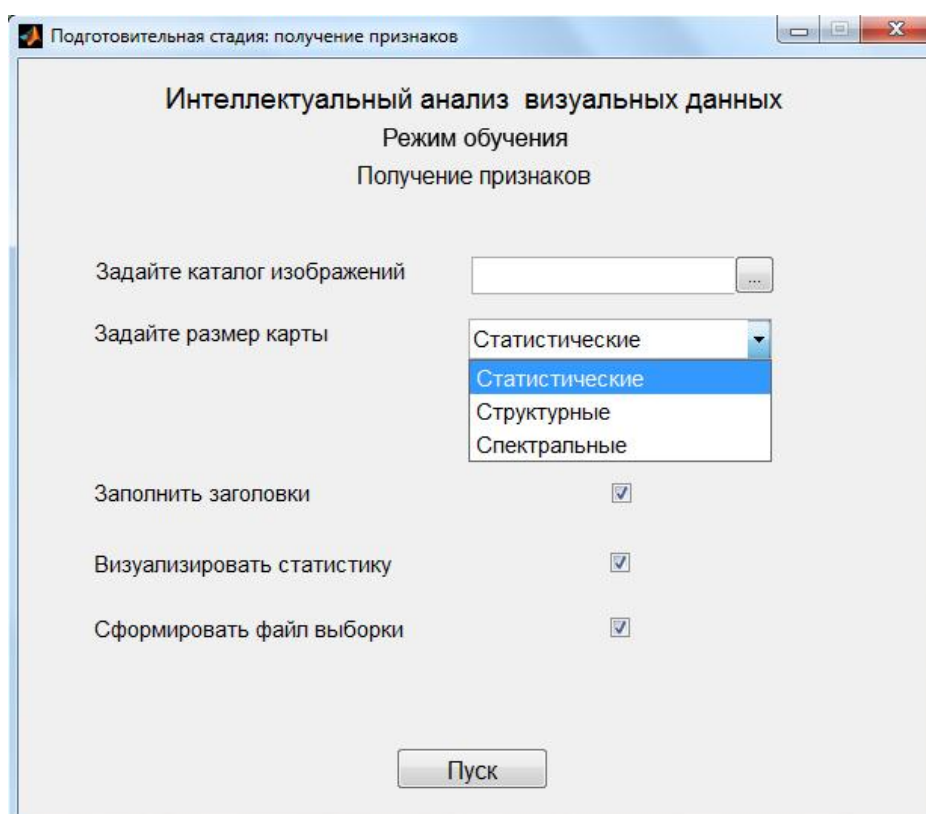 Подготовительная стадия: получение признаков
Интеллектуальный анализ визуальных данных
Режим обучения
Получение признаков
Задайте каталог изображений
...
Задайте размер карты
Статистические
Статистические
Структурные
Спектральные
Заполнить заголовки
Визуализировать статистику
Сформировать файл выборки
Пуск